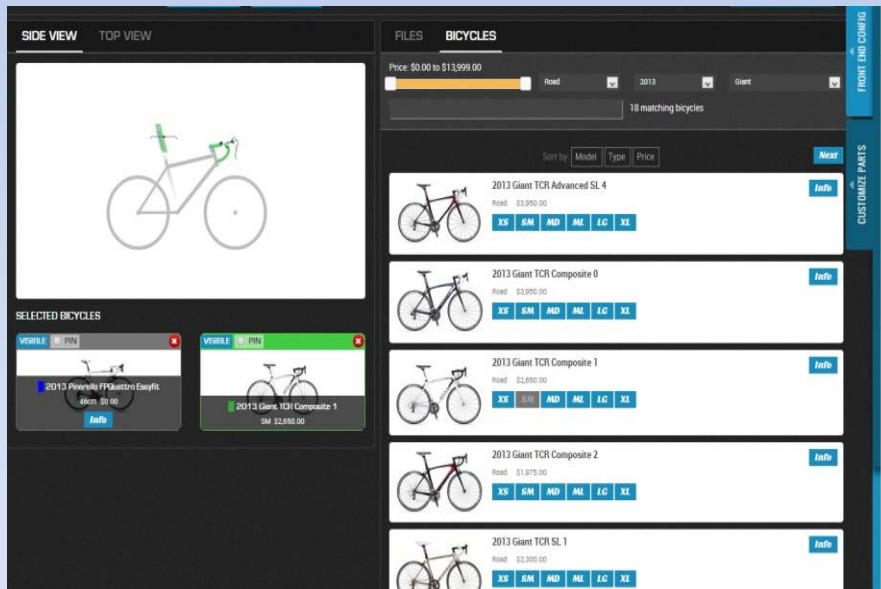 SIDE VIEW
TOP VIEW
SELECTED BICYCLES
VISIBLE PIN
2013 Pinarello FPQuattro Easyfit
46cm $0.00
Info
VISIBLE PIN
2013 Giant TCR Composite 1
SM $2,650.00
FILES
BICYCLES
Price: $0.00 to $13,999.00
Road
2013
Giant
18 matching bicycles
Sort by Model Type Price
Next
2013 Giant TCR Advanced SL 4
Info
Road $3,950.00
XS SM MD ML LG XL
2013 Giant TCR Composite 0
Info
Road $3,950.00
XS SM MD ML LG XL
2013 Giant TCR Composite 1
Info
Road $2,650.00
XS SM MD ML LG XL
2013 Giant TCR Composite 2
Info
Road $1,975.00
XS SM MD ML LG XL
2013 Giant TCR SL 1
Info
Road $2,300.00
XS SM MD ML LG XL
FRONT END CONFIG
CUSTOMIZE PARTS